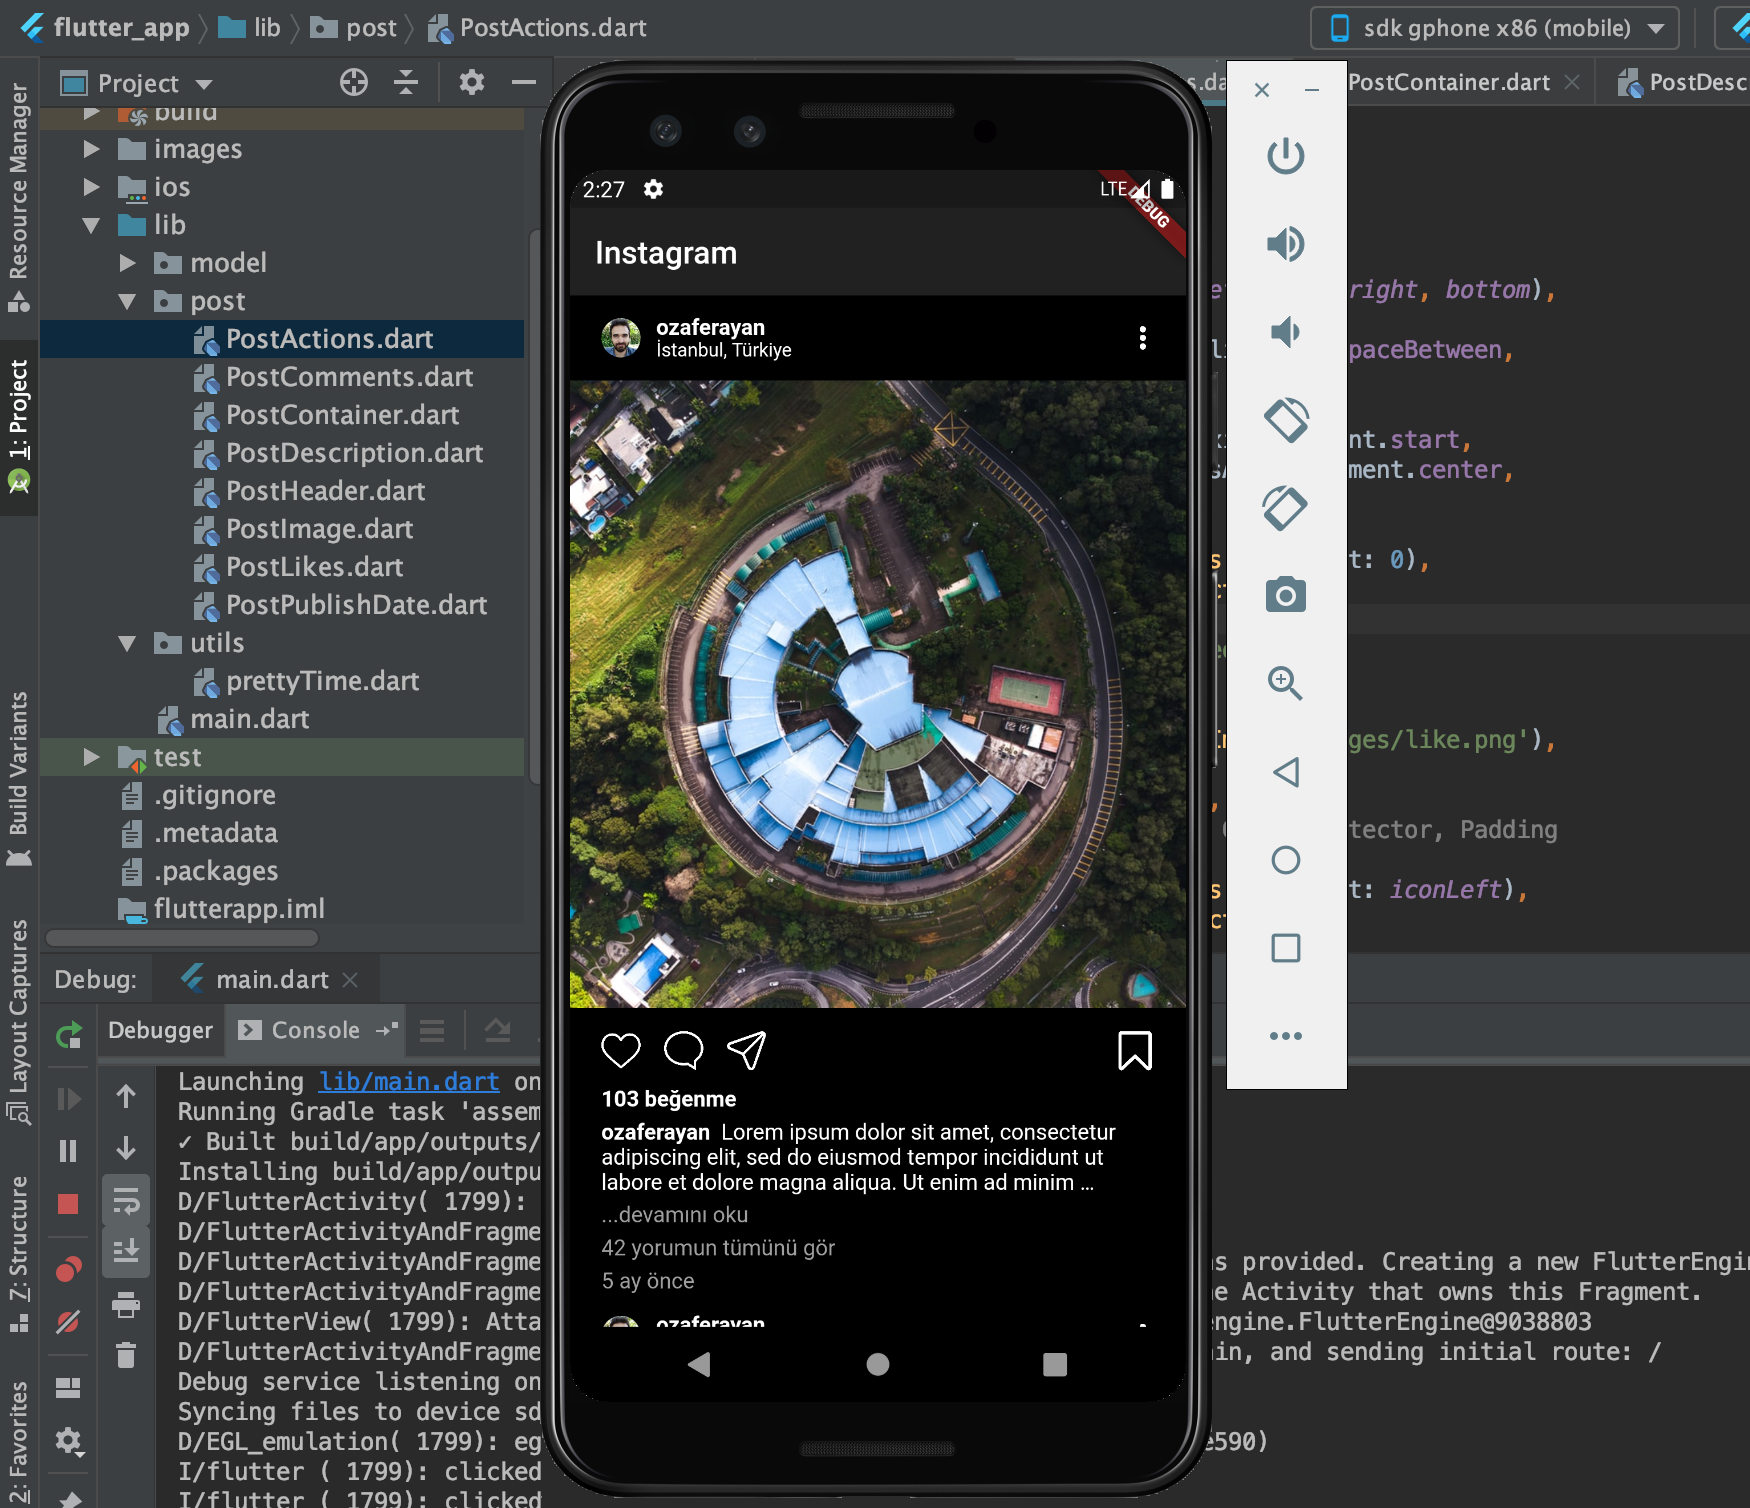 flutter_app
lib
post
PostActions.dart
sdk gphone x86 (mobile)
Project
s.da
PostContainer.dart
PostDesc
Resource Manager
1: Project
Build Variants
Layout Captures
7: Structure
2: Favorites
build
images
ios
lib
model
post
PostActions.dart
PostComments.dart
PostContainer.dart
PostDescription.dart
PostHeader.dart
PostImage.dart
PostLikes.dart
PostPublishDate.dart
utils
prettyTime.dart
main.dart
test
.gitignore
.metadata
.packages
flutterapp.iml
2:27
LTE
DEBUG
Instagram
ozaferayan
İstanbul, Türkiye
103 beğenme
ozaferayan Lorem ipsum dolor sit amet, consectetur
adipiscing elit, sed do eiusmod tempor incididunt ut
labore et dolore magna aliqua. Ut enim ad minim ...
...devamını oku
42 yorumun tümünü gör
5 ay önce
ozaferayan
right, bottom),
paceBetween,
nt.start,
ment.center,
t: 0),
ges/like.png'),
tector, Padding
t: iconLeft),
Debug:
main.dart
Debugger
Console
Launching lib/main.dart on
Running Gradle task 'assem
✓ Built build/app/outputs/
Installing build/app/outpu
D/FlutterActivity( 1799):
D/FlutterActivityAndFragme
D/FlutterActivityAndFragme
s provided. Creating a new FlutterEngin
D/FlutterActivityAndFragme
e Activity that owns this Fragment.
D/FlutterView( 1799): Atta
engine.FlutterEngine@9038803
D/FlutterActivityAndFragme
in, and sending initial route: /
Debug service listening on
Syncing files to device sd
D/EGL_emulation( 1799): eg
e590)
I/flutter ( 1799): clicked
I/flutter ( 1799): clicked